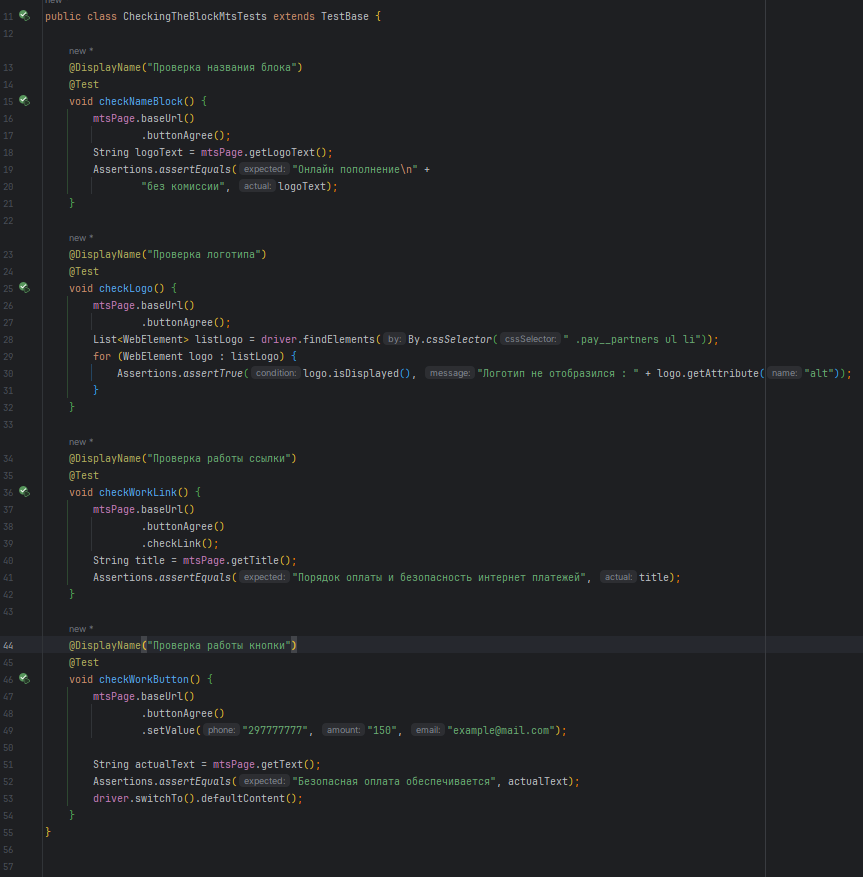 new *
11 public class CheckingTheBlockMtsTests extends TestBase {
12
new *
13 @DisplayName("Проверка названия блока")
14 @Test
15 void checkNameBlock() {
16 mtsPage.baseUrl()
17 .buttonAgree();
18 String logoText = mtsPage.getLogoText();
19 Assertions.assertEquals( expected: "Онлайн пополнение\n" +
20 "без комиссии", actual: logoText);
21 }
22
new *
23 @DisplayName("Проверка логотипа")
24 @Test
25 void checkLogo() {
26 mtsPage.baseUrl()
27 .buttonAgree();
28 List<WebElement> listLogo = driver.findElements( by: By.cssSelector( cssSelector: " .pay__partners ul li"));
29 for (WebElement logo : listLogo) {
30 Assertions.assertTrue( condition: logo.isDisplayed(), message: "Логотип не отобразился : " + logo.getAttribute( name: "alt"));
31 }
32 }
33
new *
34 @DisplayName("Проверка работы ссылки")
35 @Test
36 void checkWorkLink() {
37 mtsPage.baseUrl()
38 .buttonAgree()
39 .checkLink();
40 String title = mtsPage.getTitle();
41 Assertions.assertEquals( expected: "Порядок оплаты и безопасность интернет платежей", actual: title);
42 }
43
new *
44 @DisplayName("Проверка работы кнопки")
45 @Test
46 void checkWorkButton() {
47 mtsPage.baseUrl()
48 .buttonAgree()
49 .setValue( phone: "297777777", amount: "150", email: "example@mail.com");
50
51 String actualText = mtsPage.getText();
52 Assertions.assertEquals( expected: "Безопасная оплата обеспечивается", actualText);
53 driver.switchTo().defaultContent();
54 }
55 }
56
57